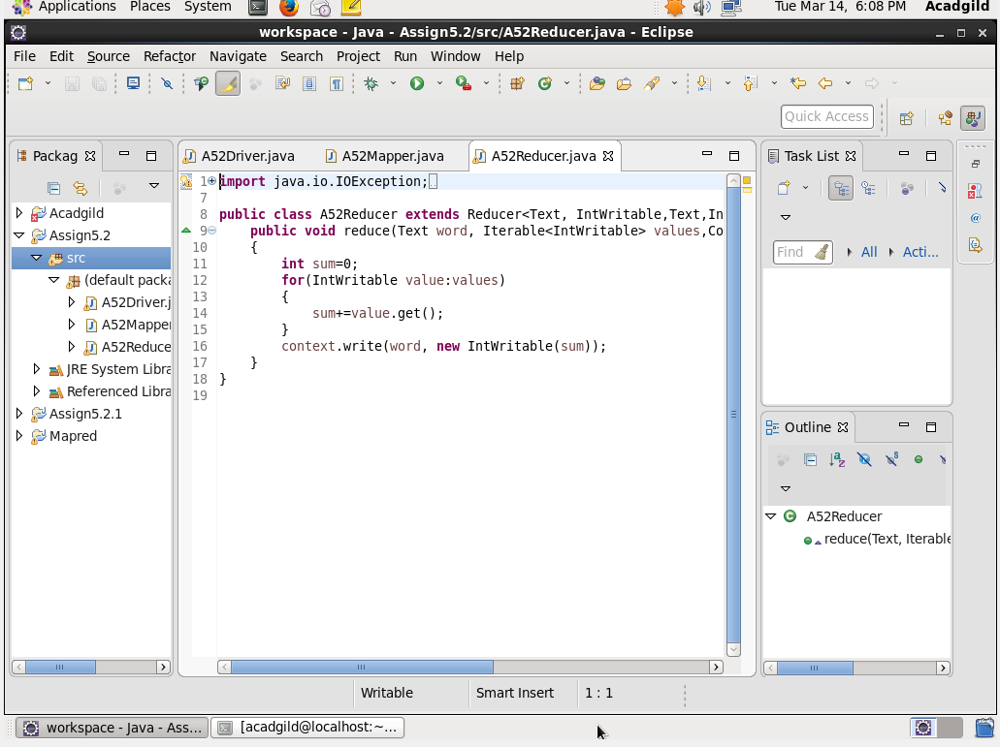 Applications Places System Tue Mar 14, 6:08 PM Acadgild
workspace - Java - Assign5.2/src/A52Reducer.java - Eclipse
File Edit Source Refactor Navigate Search Project Run Window Help
Quick Access
Packag
Acadgild
Assign5.2
src
(default packa
A52Driver.j
A52Mapper
A52Reduce
JRE System Libra
Referenced Libra
Assign5.2.1
Mapred
A52Driver.java A52Mapper.java A52Reducer.java
1 import java.io.IOException;
7
8 public class A52Reducer extends Reducer<Text, IntWritable,Text,In
9 public void reduce(Text word, Iterable<IntWritable> values,Co
10 {
11 int sum=0;
12 for(IntWritable value:values)
13 {
14 sum+=value.get();
15 }
16 context.write(word, new IntWritable(sum));
17 }
18 }
19
Task List
Find All Acti...
Outline
A52Reducer
reduce(Text, Iterable
Writable Smart Insert 1 : 1
workspace - Java - Ass... [acadgild@localhost:~...